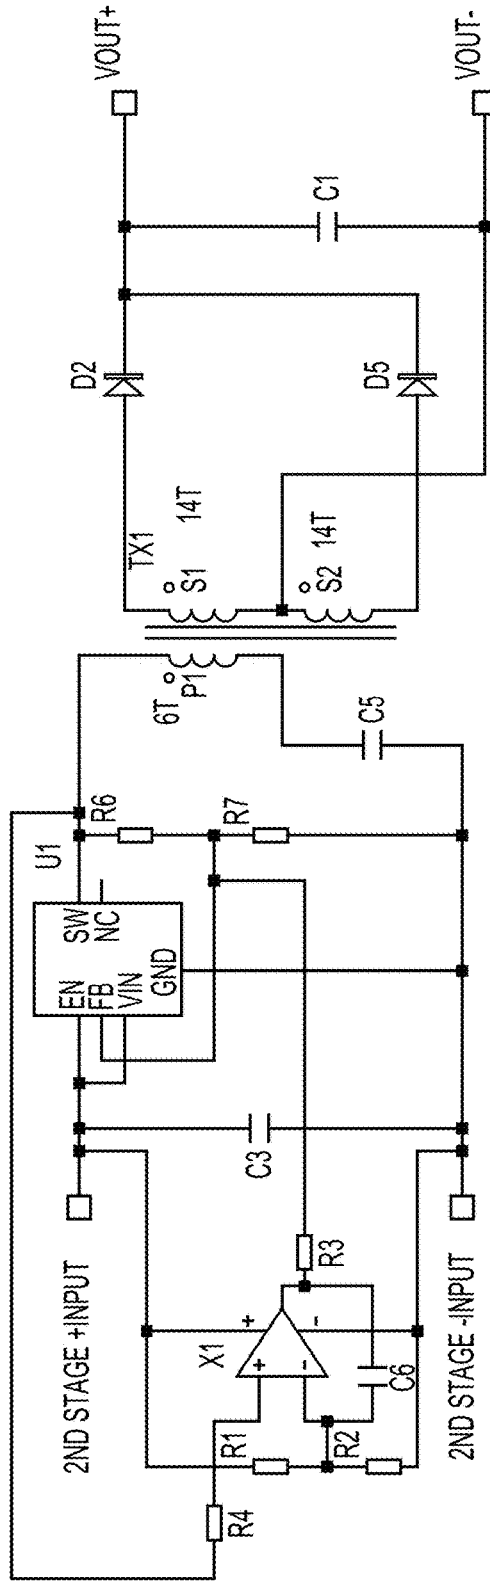 2ND STAGE +INPUT
2ND STAGE -INPUT
R4
R1
R2
X1
+
-
+
-
C6
R3
C3
U1
EN
FB
VIN
SW
NC
GND
R6
R7
C5
6T
P1
TX1
S1
14T
S2
14T
D2
D5
C1
VOUT+
VOUT-